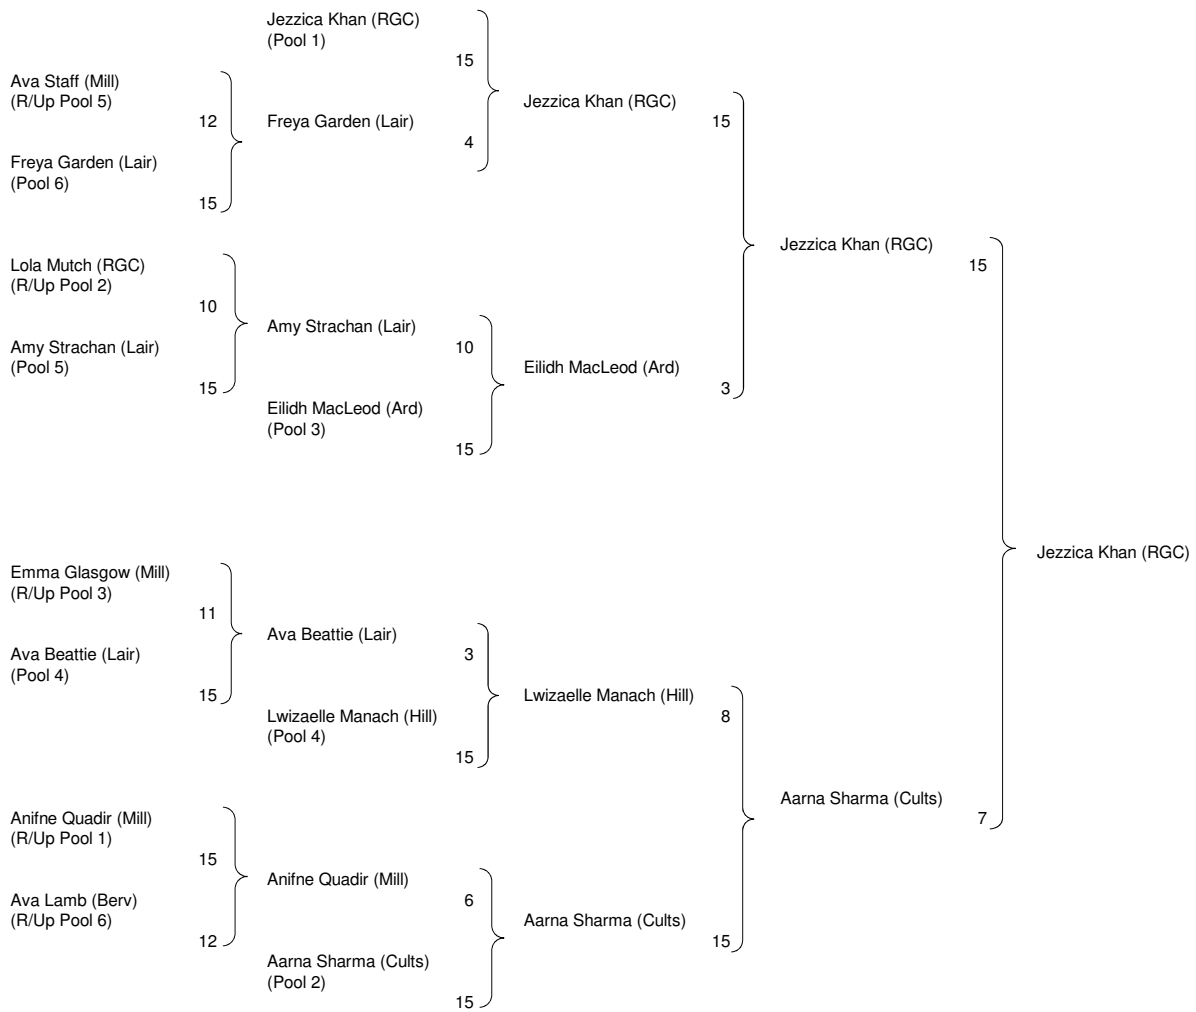 Jezzica Khan (RGC)
(Pool 1)
15
Ava Staff (Mill)
(R/Up Pool 5)
12
Freya Garden (Lair)
4
Jezzica Khan (RGC)
15
Freya Garden (Lair)
(Pool 6)
15
Jezzica Khan (RGC)
15
Lola Mutch (RGC)
(R/Up Pool 2)
10
Amy Strachan (Lair)
10
Amy Strachan (Lair)
(Pool 5)
15
Eilidh MacLeod (Ard)
3
Eilidh MacLeod (Ard)
(Pool 3)
15
Jezzica Khan (RGC)
Emma Glasgow (Mill)
(R/Up Pool 3)
11
Ava Beattie (Lair)
3
Ava Beattie (Lair)
(Pool 4)
15
Lwizaelle Manach (Hill)
8
Lwizaelle Manach (Hill)
(Pool 4)
15
Aarna Sharma (Cults)
7
Anifne Quadir (Mill)
(R/Up Pool 1)
15
Anifne Quadir (Mill)
6
Ava Lamb (Berv)
(R/Up Pool 6)
12
Aarna Sharma (Cults)
15
Aarna Sharma (Cults)
(Pool 2)
15